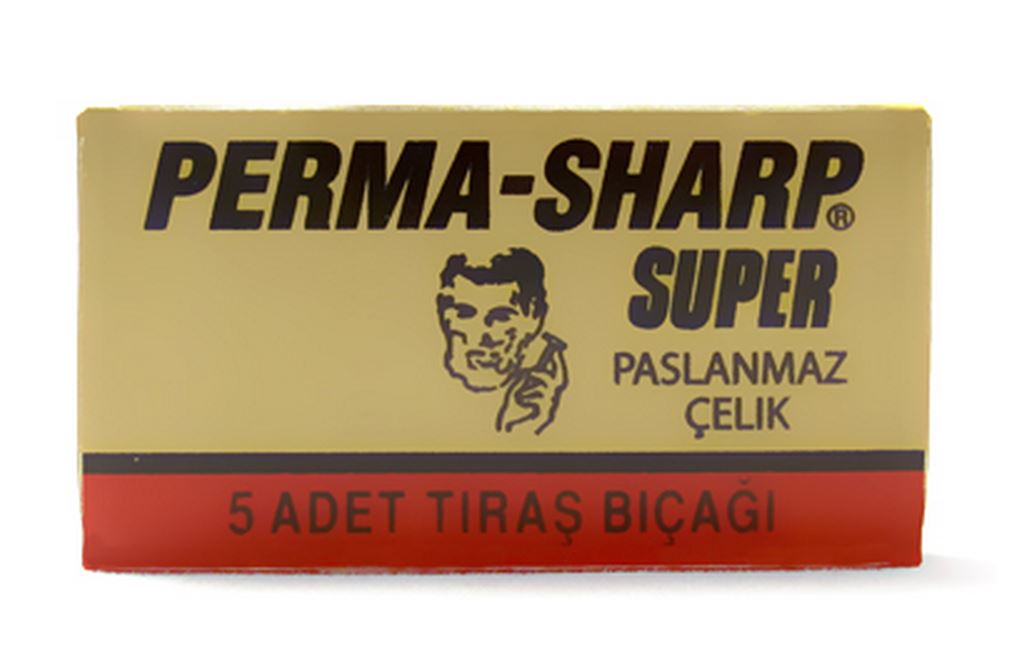 PERMA-SHARP®
SUPER
PASLANMAZ
ÇELIK
5 ADET TIRAŞ BIÇAĞI